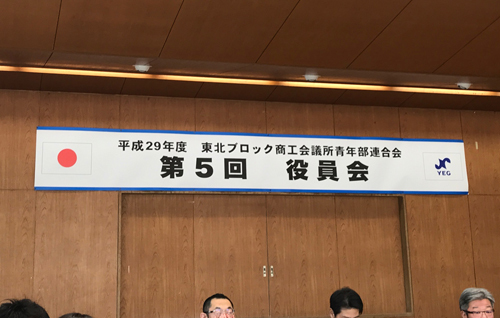 平成29年度　東北ブロック商工会議所青年部連合会
第5回　役員会
YEG